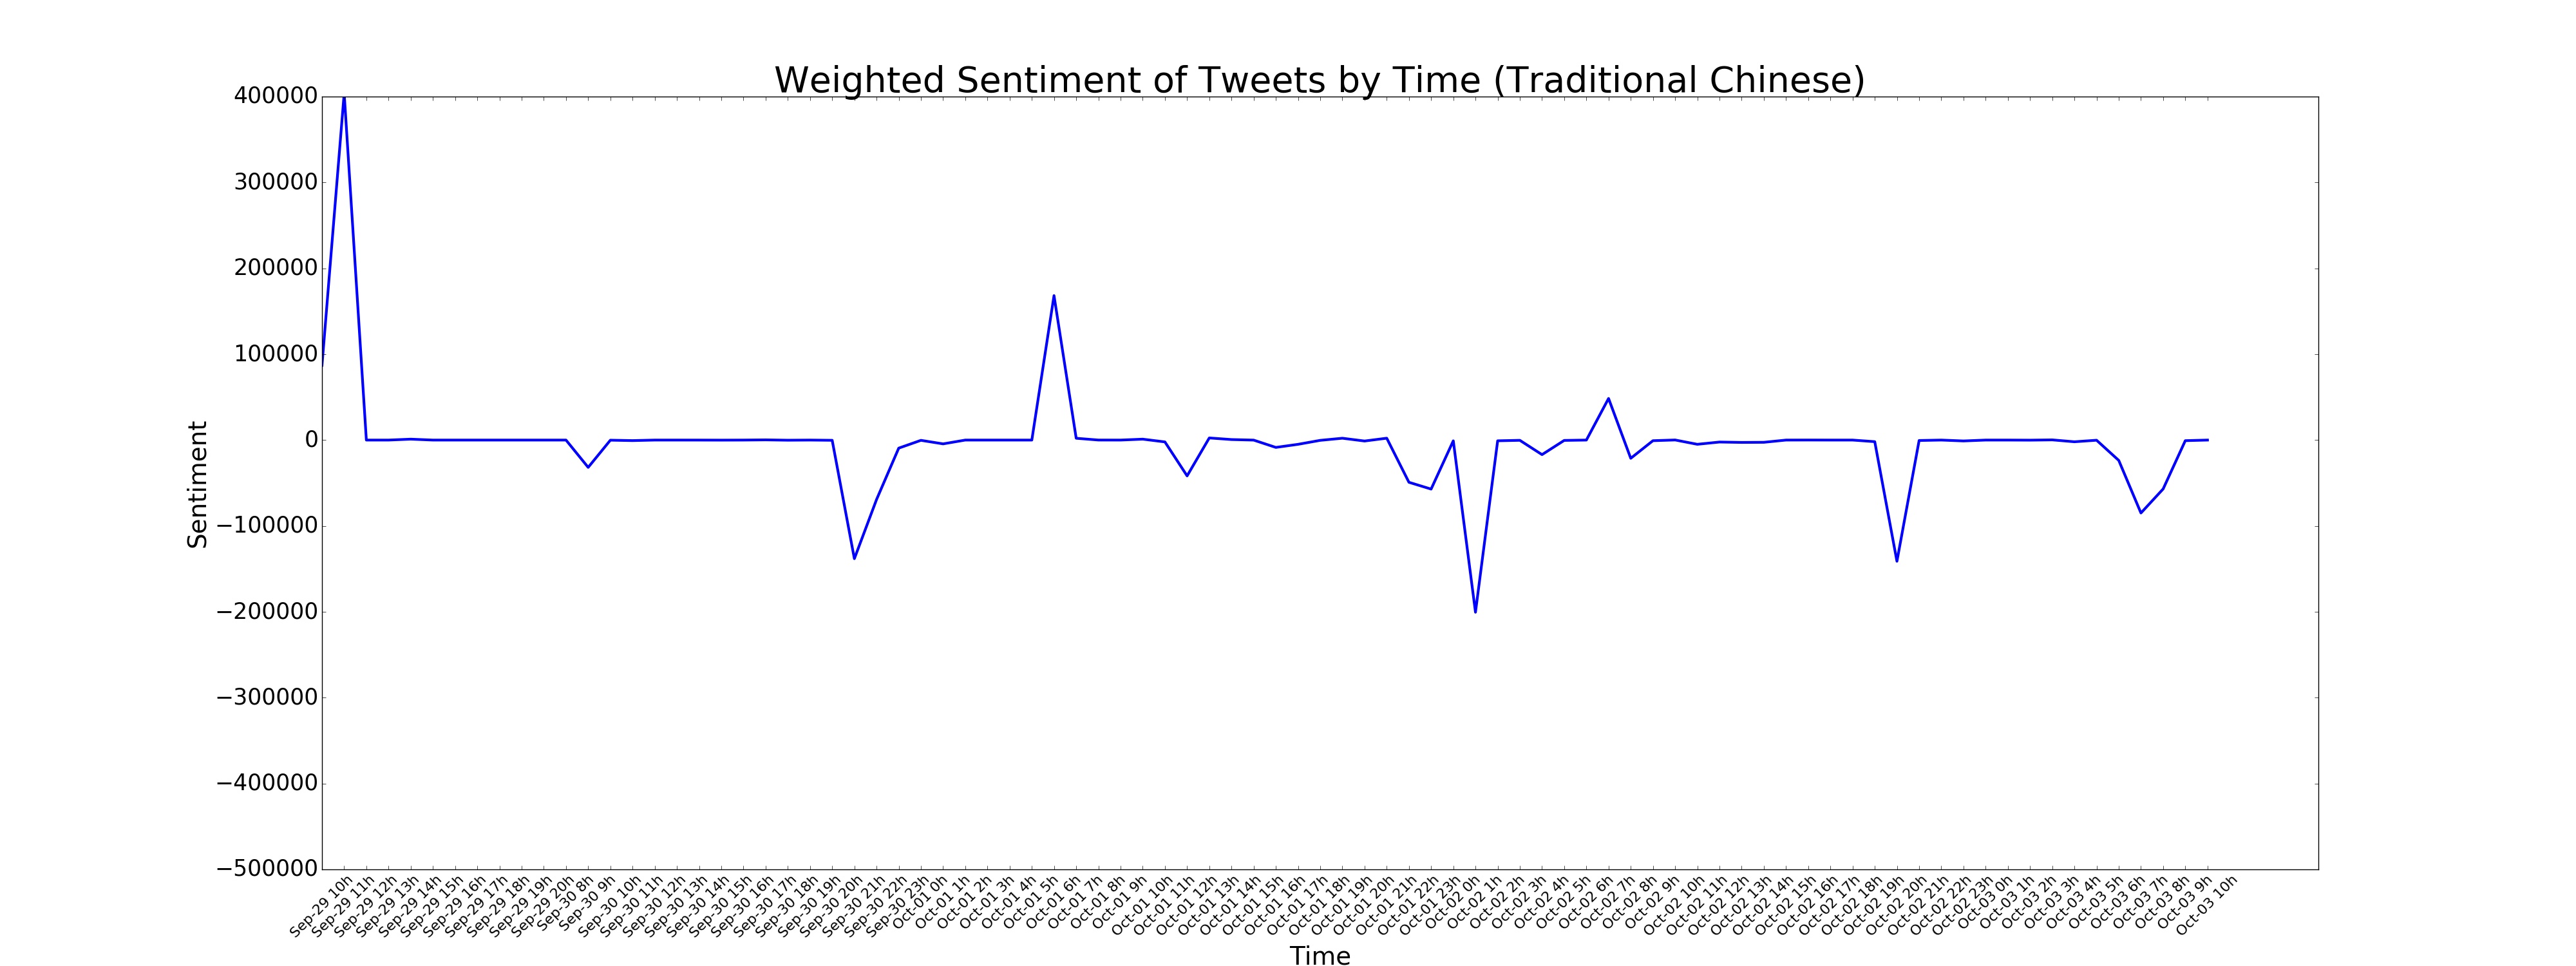 Weighted Sentiment of Tweets by Time (Traditional Chinese)
400000
300000
200000
100000
0
−100000
−200000
−300000
−400000
−500000
Sentiment
Sep-29 10h
Sep-29 11h
Sep-29 12h
Sep-29 13h
Sep-29 14h
Sep-29 15h
Sep-29 16h
Sep-29 17h
Sep-29 18h
Sep-29 19h
Sep-29 20h
Sep-30 8h
Sep-30 9h
Sep-30 10h
Sep-30 11h
Sep-30 12h
Sep-30 13h
Sep-30 14h
Sep-30 15h
Sep-30 16h
Sep-30 17h
Sep-30 18h
Sep-30 19h
Sep-30 20h
Sep-30 21h
Sep-30 22h
Sep-30 23h
Oct-01 0h
Oct-01 1h
Oct-01 2h
Oct-01 3h
Oct-01 4h
Oct-01 5h
Oct-01 6h
Oct-01 7h
Oct-01 8h
Oct-01 9h
Oct-01 10h
Oct-01 11h
Oct-01 12h
Oct-01 13h
Oct-01 14h
Oct-01 15h
Oct-01 16h
Oct-01 17h
Oct-01 18h
Oct-01 19h
Oct-01 20h
Oct-01 21h
Oct-01 22h
Oct-01 23h
Oct-02 0h
Oct-02 1h
Oct-02 2h
Oct-02 3h
Oct-02 4h
Oct-02 5h
Oct-02 6h
Oct-02 7h
Oct-02 8h
Oct-02 9h
Oct-02 10h
Oct-02 11h
Oct-02 12h
Oct-02 13h
Oct-02 14h
Oct-02 15h
Oct-02 16h
Oct-02 17h
Oct-02 18h
Oct-02 19h
Oct-02 20h
Oct-02 21h
Oct-02 22h
Oct-02 23h
Oct-03 0h
Oct-03 1h
Oct-03 2h
Oct-03 3h
Oct-03 4h
Oct-03 5h
Oct-03 6h
Oct-03 7h
Oct-03 8h
Oct-03 9h
Oct-03 10h
Time